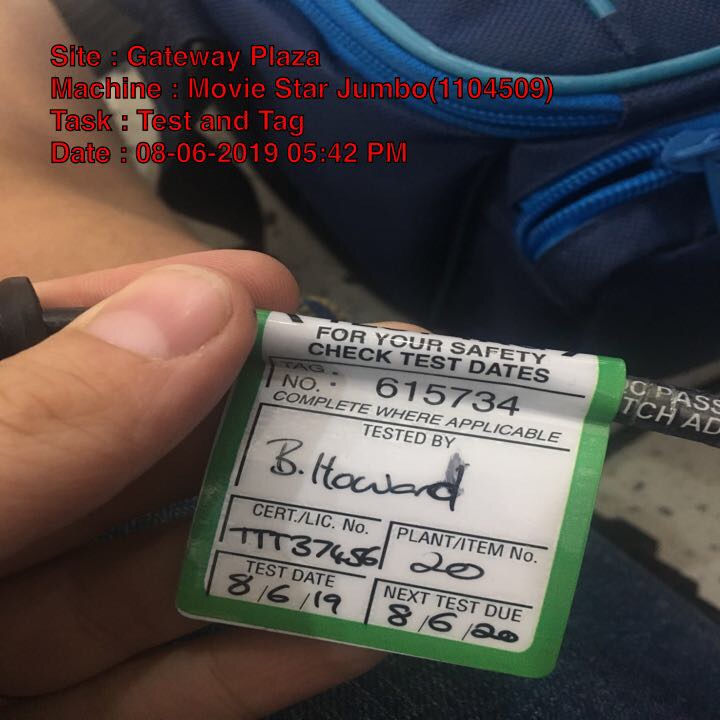 Site : Gateway Plaza
Machine : Movie Star Jumbo(1104509)
Task : Test and Tag
Date : 08-06-2019 05:42 PM
FOR YOUR SAFETY
CHECK TEST DATES
TAG
NO. 615734
COMPLETE WHERE APPLICABLE
TESTED BY
B. Howard
CERT./LIC. No.
TTT37456
PLANT/ITEM No.
20
TEST DATE
8/6/19
NEXT TEST DUE
8/6/20
PASS
AD